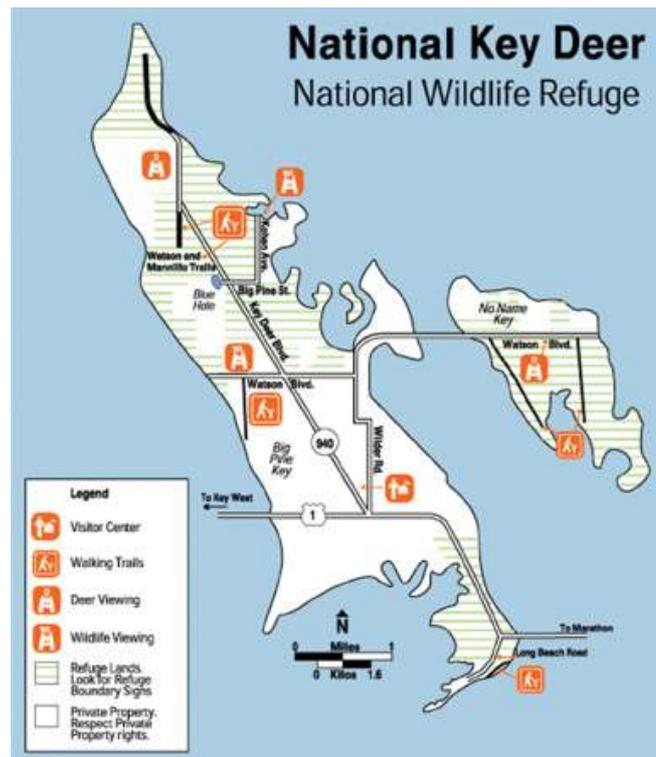 National Key Deer
National Wildlife Refuge
Koehn Ave.
Watson and
Mannillo Trails
Blue
Hole
Big Pine St.
Key Deer Blvd.
No Name
Key
Watson Blvd.
Watson Blvd.
940
Wilder Rd.
Big
Pine
Key
To Key West
1
Legend
Visitor Center
Walking Trails
Deer Viewing
Wildlife Viewing
Refuge Lands.
Look for Refuge
Boundary Signs
Private Property.
Respect Private
Property rights.
N
0 Miles 1
0 Kilos 1.6
To Marathon
Long Beach Road